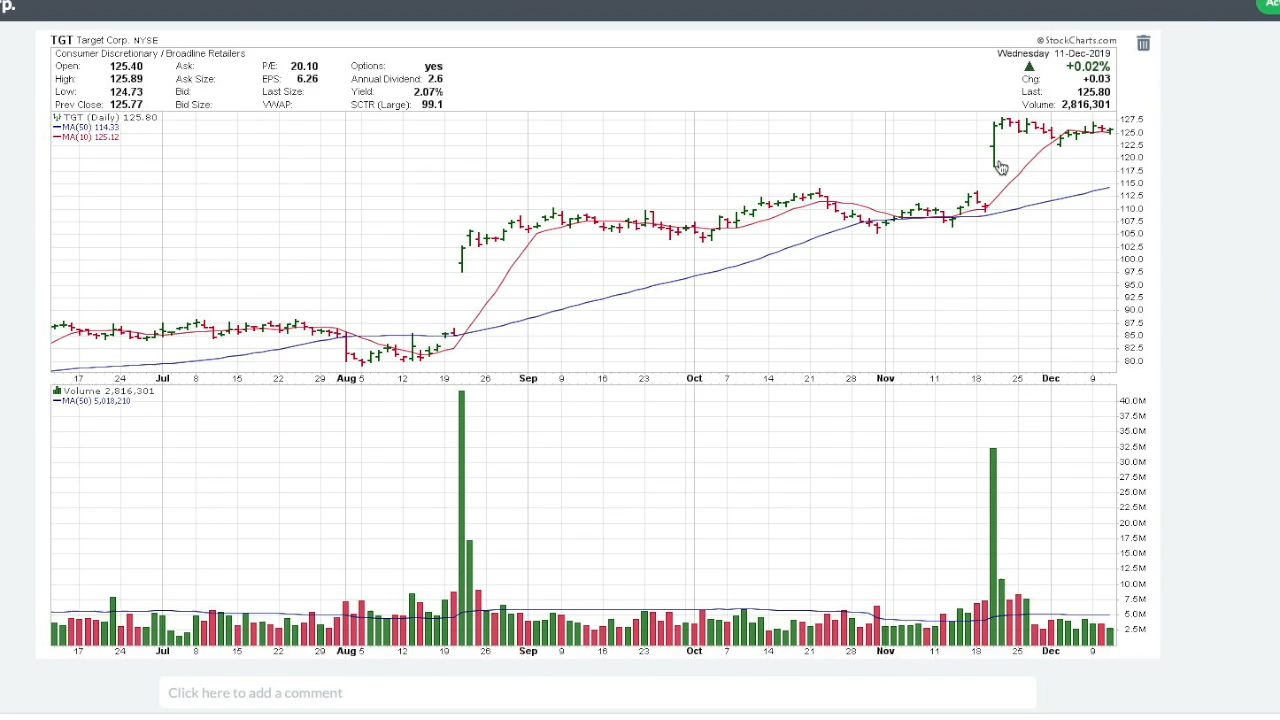 rp.
Ac
TGT Target Corp. NYSE
© StockCharts.com
Consumer Discretionary / Broadline Retailers
Wednesday 11-Dec-2019
Open: 125.40 Ask: P/E: 20.10 Options: yes
+0.02%
High: 125.89 Ask Size: EPS: 6.26 Annual Dividend: 2.6
Chg: +0.03
Low: 124.73 Bid: Last Size: Yield: 2.07%
Last: 125.80
Prev Close: 125.77 Bid Size: VWAP: SCTR (Large): 99.1
Volume: 2,816,301
TGT (Daily) 125.80
MA(50) 114.33
MA(10) 125.12
127.5
125.0
122.5
120.0
117.5
115.0
112.5
110.0
107.5
105.0
102.5
100.0
97.5
95.0
92.5
90.0
87.5
85.0
82.5
80.0
17 24 Jul 8 15 22 29 Aug 5 12 19 26 Sep 9 16 23 Oct 7 14 21 28 Nov 11 18 25 Dec 9
Volume 2,816,301
MA(50) 5,018,210
40.0M
37.5M
35.0M
32.5M
30.0M
27.5M
25.0M
22.5M
20.0M
17.5M
15.0M
12.5M
10.0M
7.5M
5.0M
2.5M
17 24 Jul 8 15 22 29 Aug 5 12 19 26 Sep 9 16 23 Oct 7 14 21 28 Nov 11 18 25 Dec 9
Click here to add a comment